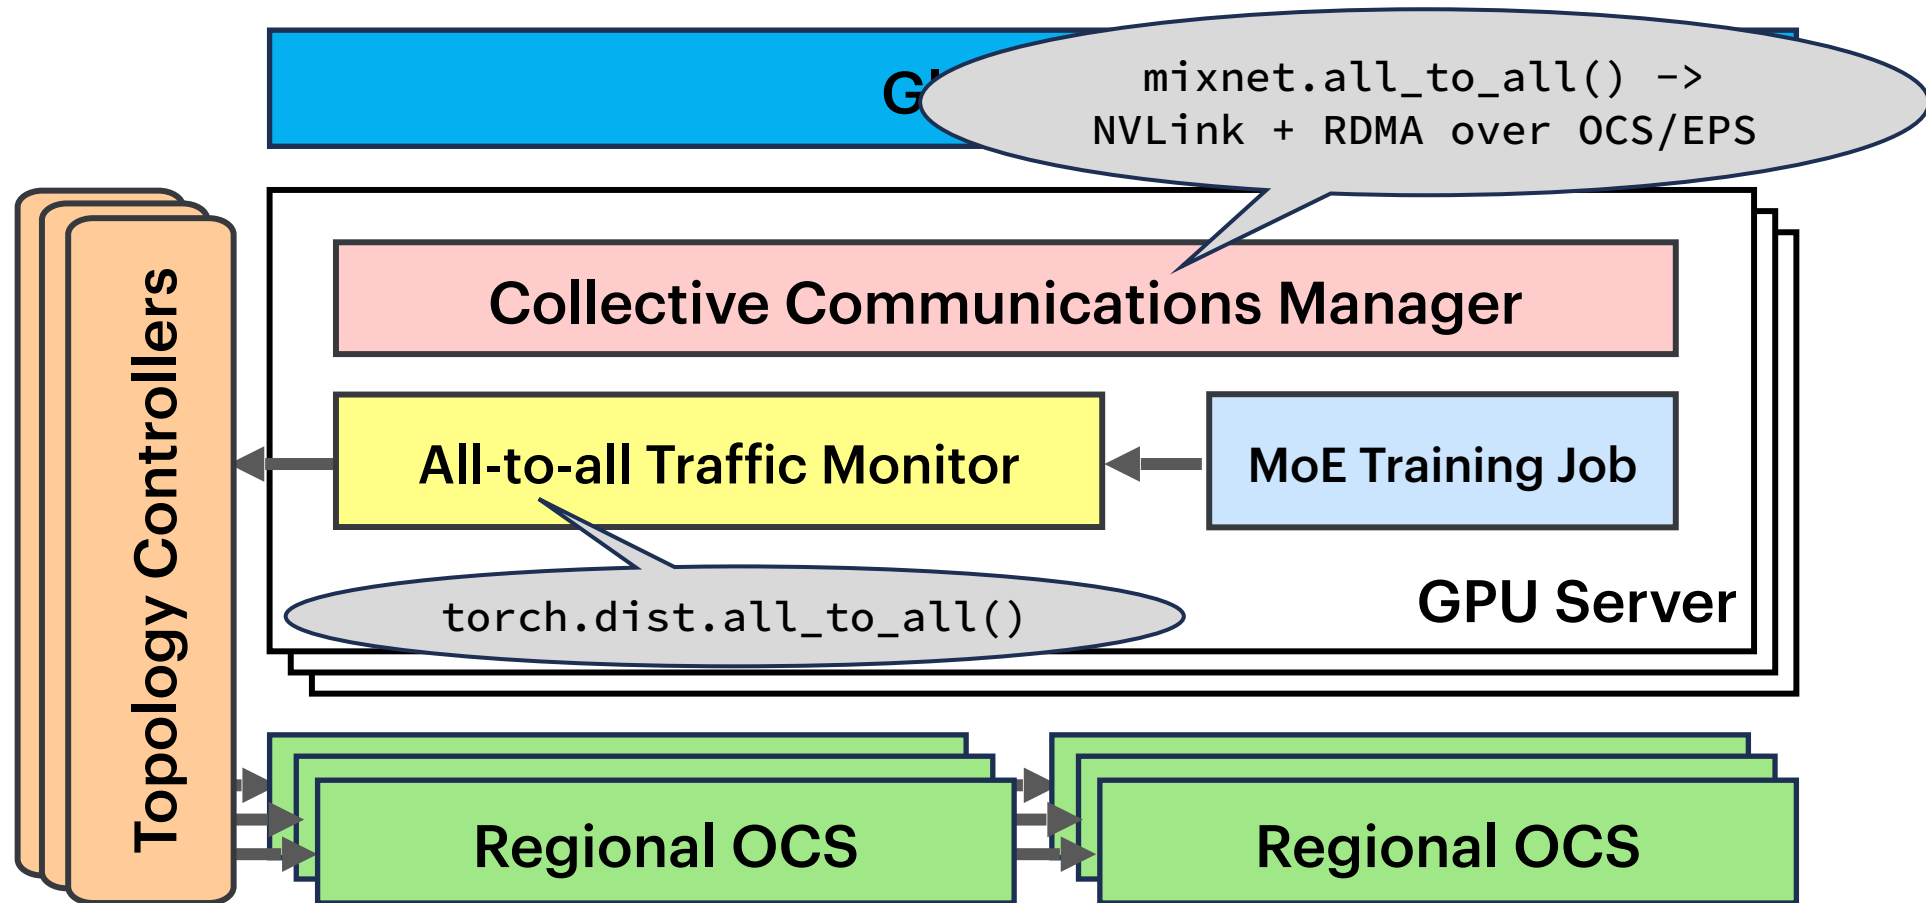 mixnet.all_to_all() ->
NVLink + RDMA over OCS/EPS
Topology Controllers
Collective Communications Manager
All-to-all Traffic Monitor
MoE Training Job
torch.dist.all_to_all()
GPU Server
Regional OCS
Regional OCS